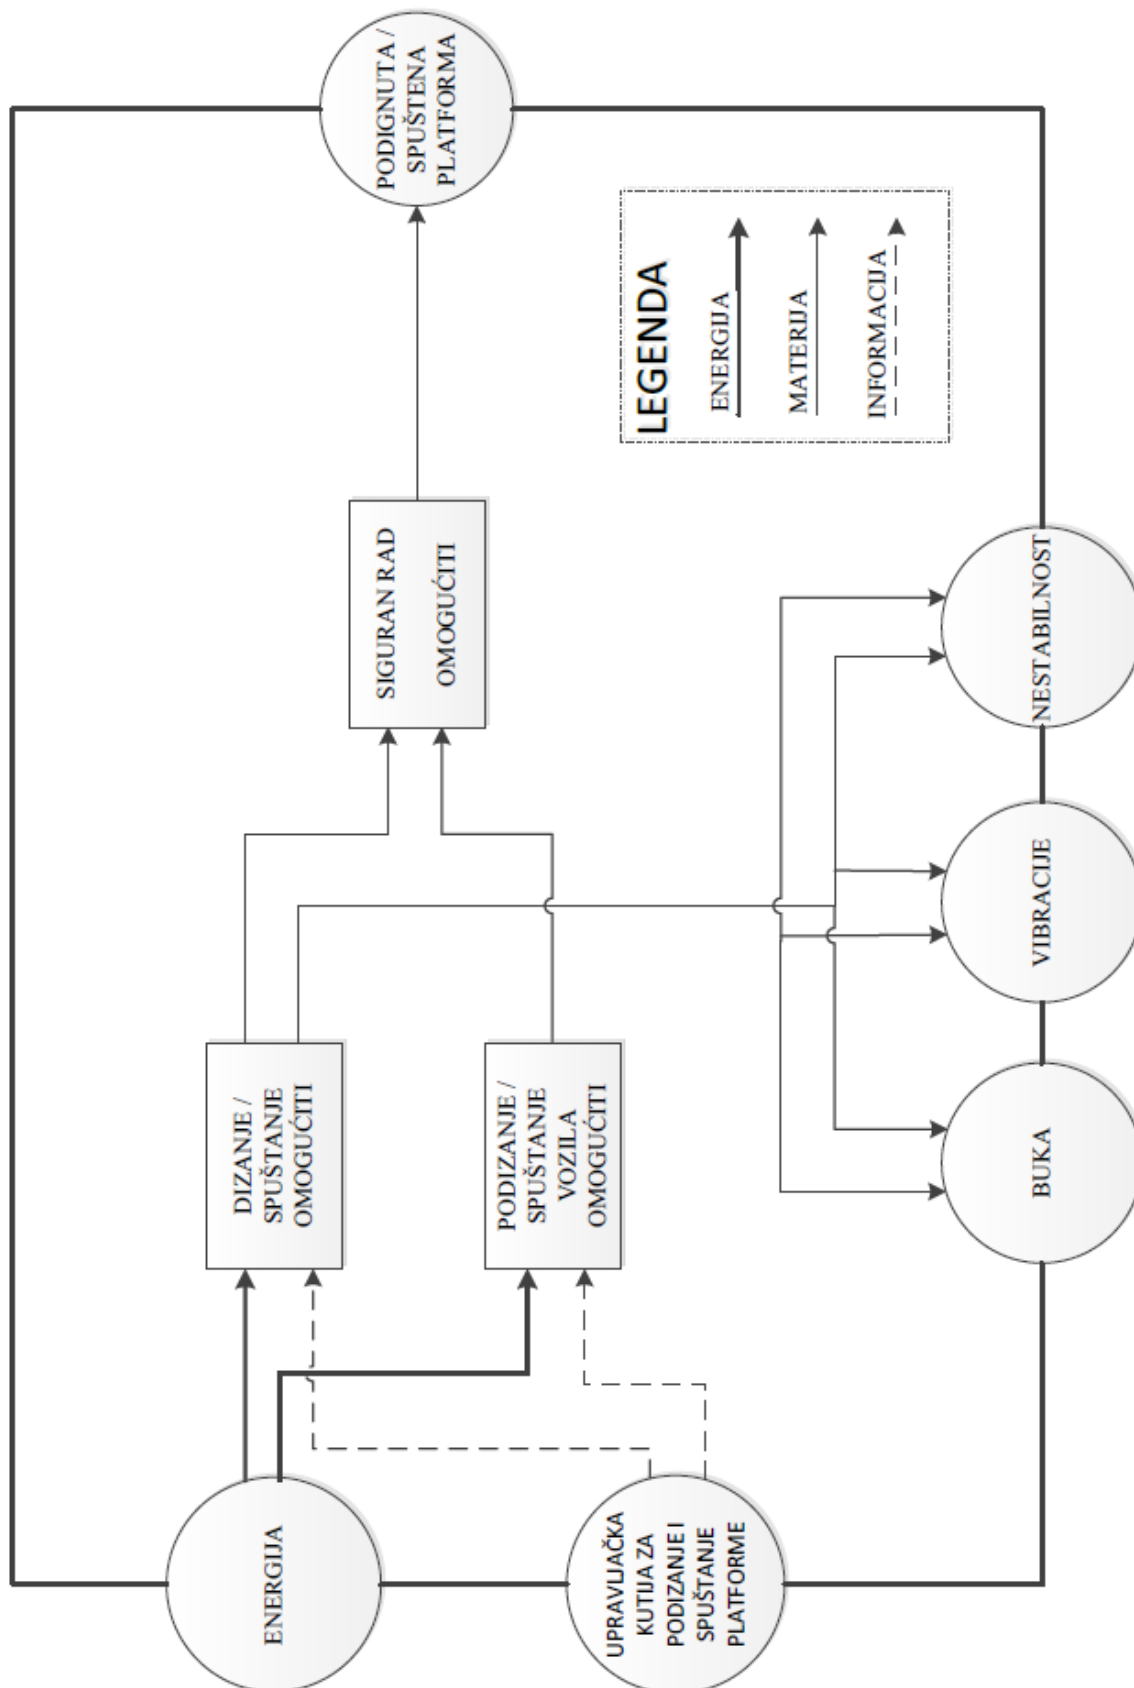 ENERGIJA
UPRAVLJAČKA
KUTIJA ZA
PODIZANJE I
SPUŠTANJE
PLATFORME
DIZANJE /
SPUŠTANJE
OMOGUĆITI
PODIZANJE /
SPUŠTANJE
VOZILA
OMOGUĆITI
SIGURAN RAD
OMOGUĆITI
PODIGNUTA /
SPUŠTENA
PLATFORMA
BUKA
VIBRACIJE
NESTABILNOST
LEGENDA
ENERGIJA
MATERIJA
INFORMACIJA